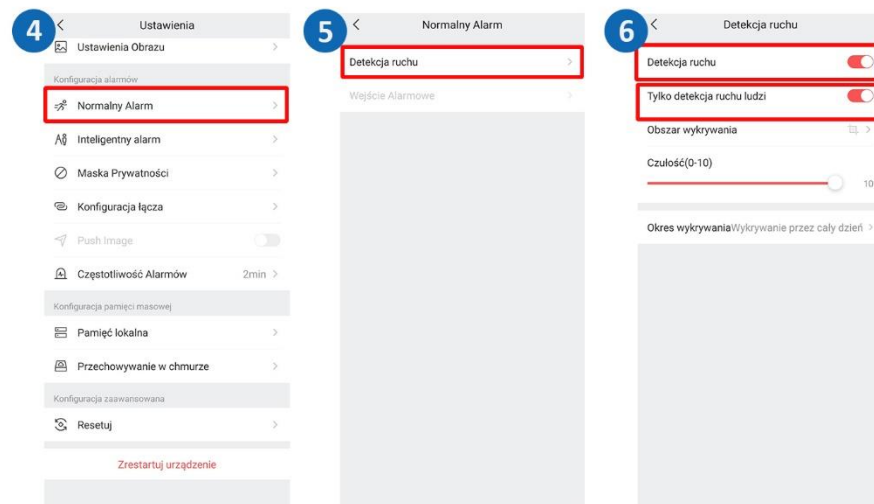 4
Ustawienia
Ustawienia Obrazu
Konfiguracja alarmów
Normalny Alarm
Inteligentny alarm
Maska Prywatności
Konfiguracja łącza
Push Image
Częstotliwość Alarmów 2min
Konfiguracja pamięci masowej
Pamięć lokalna
Przechowywanie w chmurze
Konfiguracja zaawansowana
Resetuj
Zrestartuj urządzenie
5
Normalny Alarm
Detekcja ruchu
Wejście Alarmowe
6
Detekcja ruchu
Detekcja ruchu
Tylko detekcja ruchu ludzi
Obszar wykrywania
Czułość(0-10)
10
Okres wykrywania Wykrywanie przez cały dzień